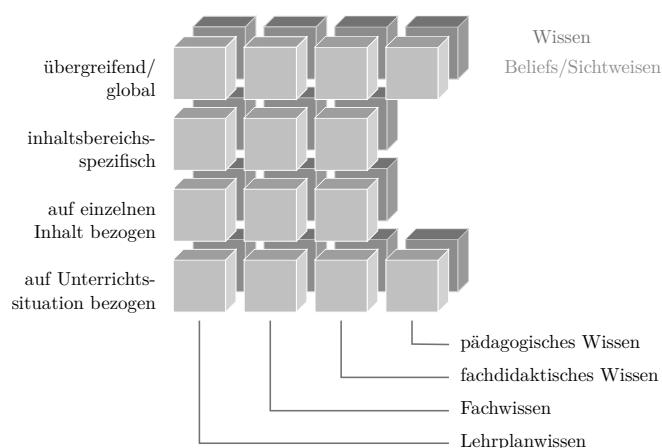 Wissen
Beliefs/Sichtweisen
übergreifend/
global
inhaltsbereichs-
spezifisch
auf einzelnen
Inhalt bezogen
auf Unterrichts-
situation bezogen
pädagogisches Wissen
fachdidaktisches Wissen
Fachwissen
Lehrplanwissen